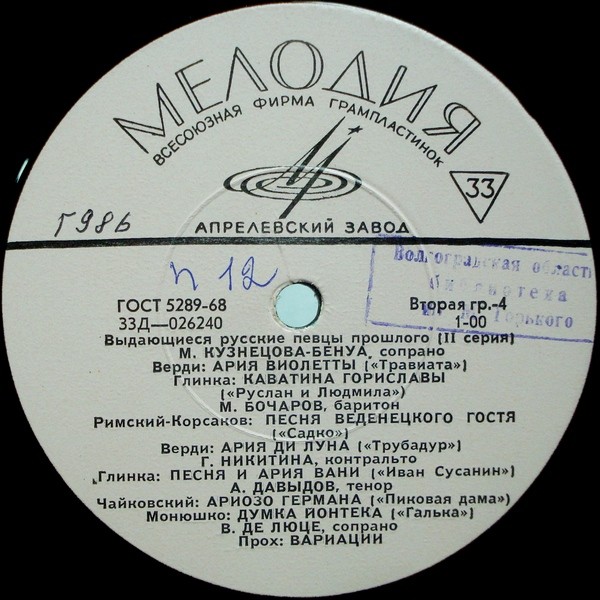 МЕЛОДИЯ
ВСЕСОЮЗНАЯ ФИРМА ГРАМПЛАСТИНОК
33
АПРЕЛЕВСКИЙ ЗАВОД
Г986
п 12
Волгоградская област
библиотека
Горького
ГОСТ 5289-68
33Д—026240
Вторая гр.-4
1-00
Выдающиеся русские певцы прошлого (II серия)
М. КУЗНЕЦОВА-БЕНУА, сопрано
Верди: АРИЯ ВИОЛЕТТЫ («Травиата»)
Глинка: КАВАТИНА ГОРИСЛАВЫ
(«Руслан и Людмила»)
М. БОЧАРОВ, баритон
Римский-Корсаков: ПЕСНЯ ВЕДЕНЕЦКОГО ГОСТЯ
(«Садко»)
Верди: АРИЯ ДИ ЛУНА («Трубадур»)
Г. НИКИТИНА, контральто
Глинка: ПЕСНЯ И АРИЯ ВАНИ («Иван Сусанин»)
А. ДАВЫДОВ, тенор
Чайковский: АРИОЗО ГЕРМАНА («Пиковая дама»)
Монюшко: ДУМКА ЙОНТЕКА («Галька»)
В. ДЕ ЛЮЦЕ, сопрано
Прох: ВАРИАЦИИ